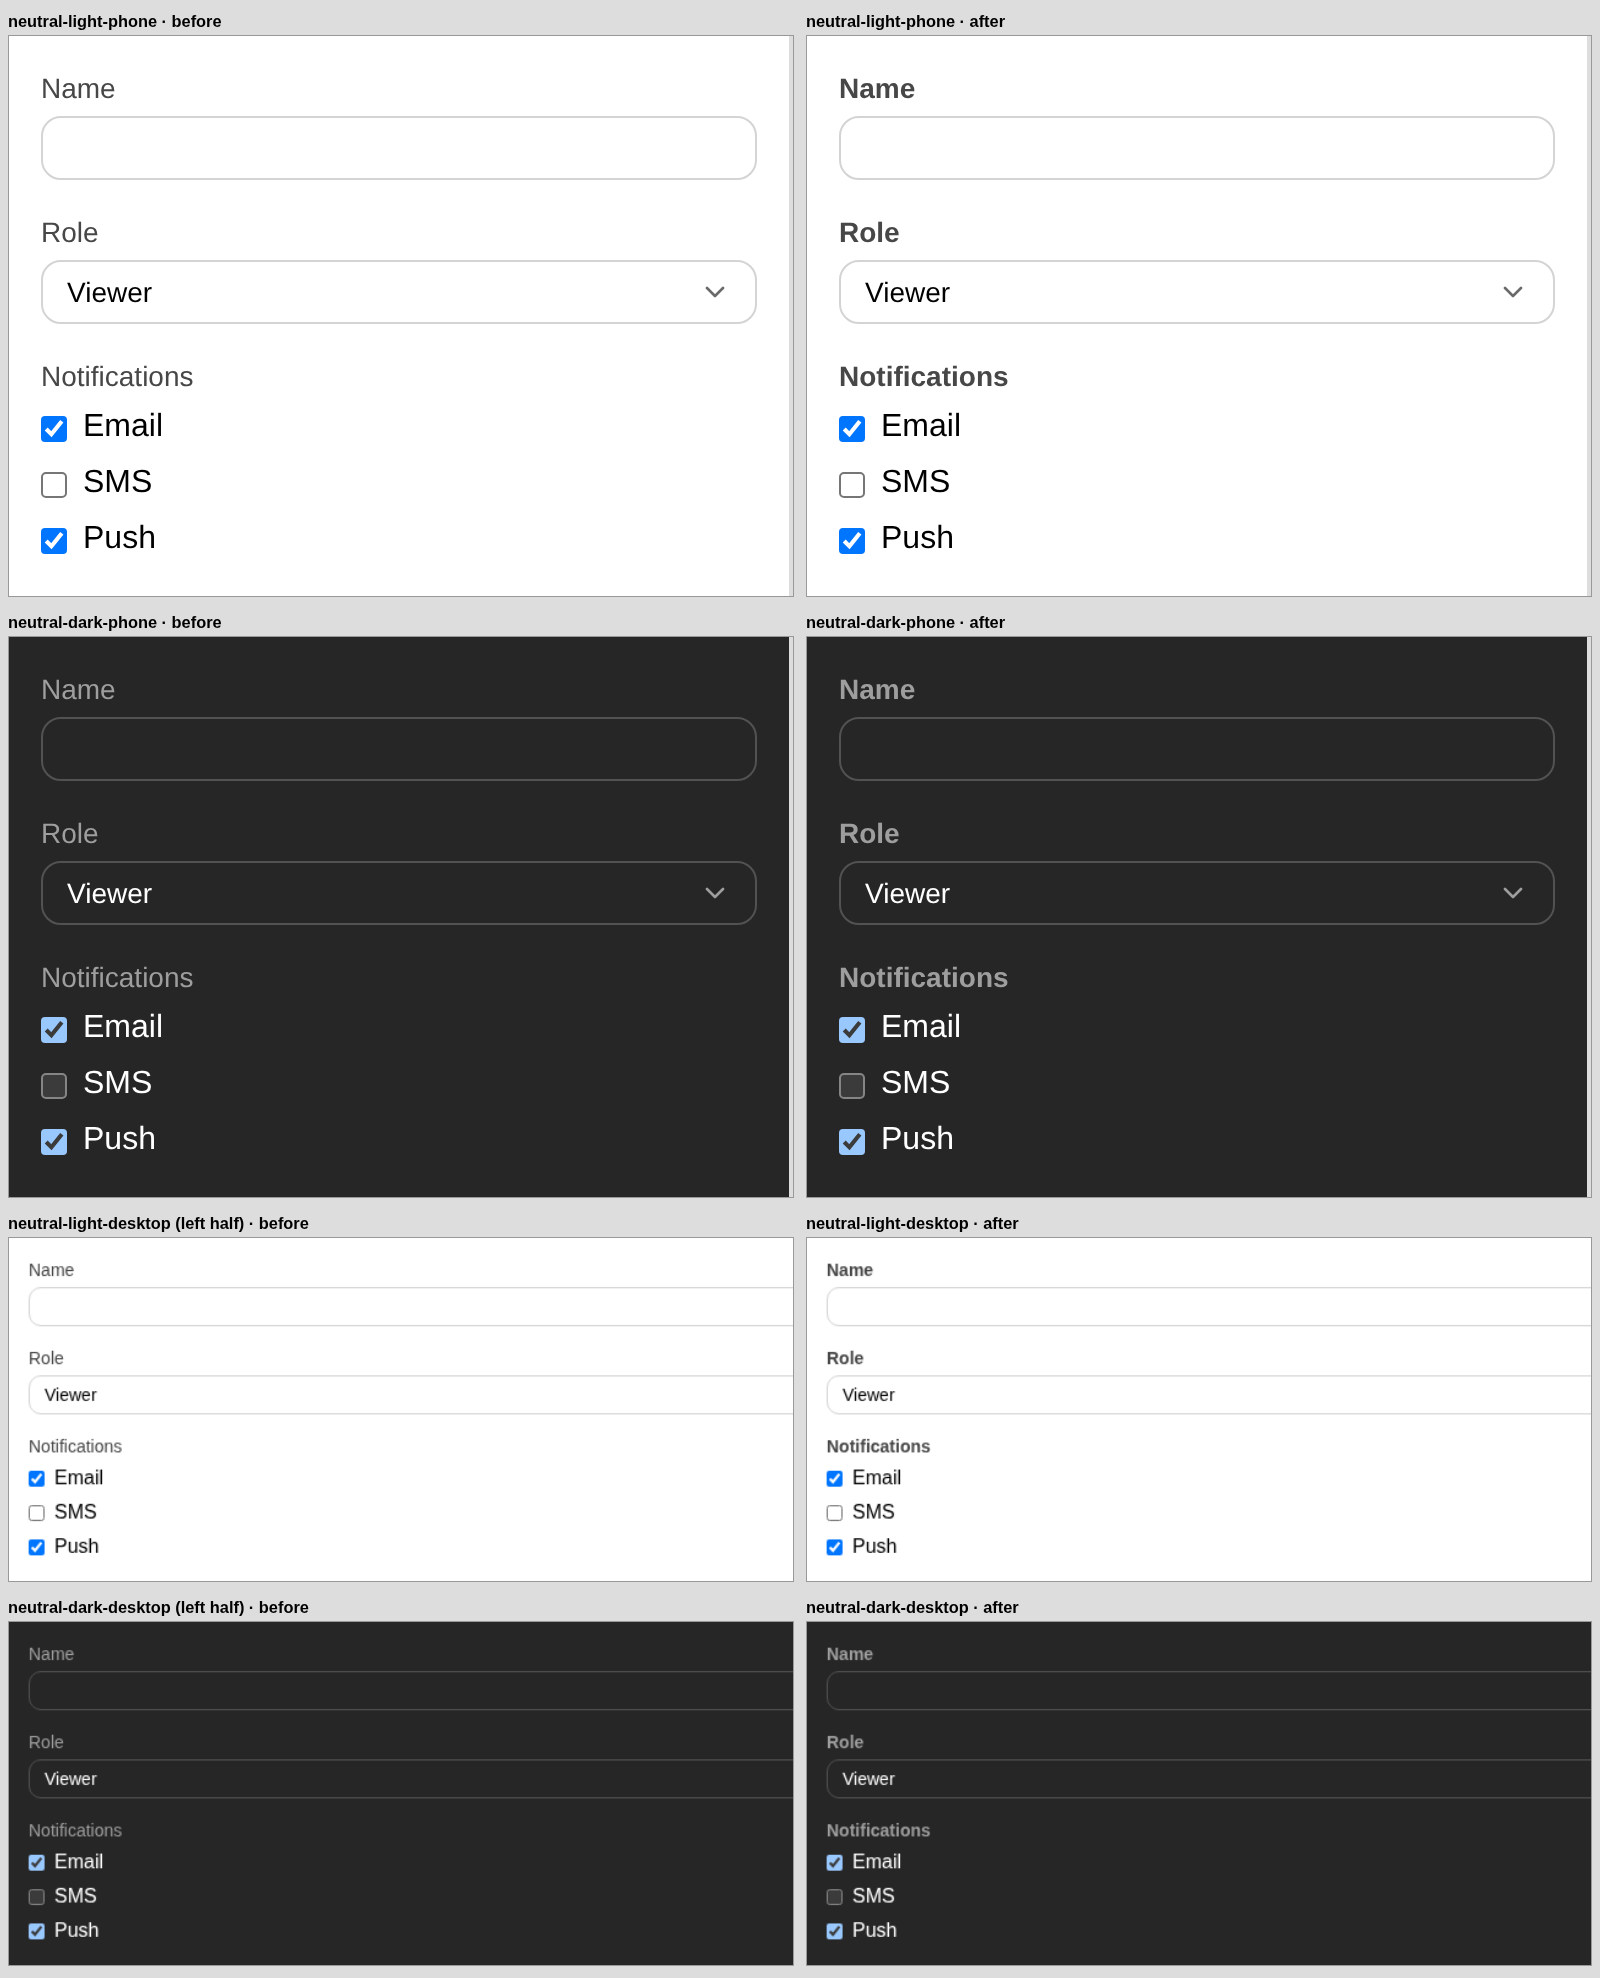 neutral-light-phone · before
Name
Role
Viewer
Notifications
Email
SMS
Push
neutral-light-phone · after
Name
Role
Viewer
Notifications
Email
SMS
Push
neutral-dark-phone · before
Name
Role
Viewer
Notifications
Email
SMS
Push
neutral-dark-phone · after
Name
Role
Viewer
Notifications
Email
SMS
Push
neutral-light-desktop (left half) · before
Name
Role
Viewer
Notifications
Email
SMS
Push
neutral-light-desktop · after
Name
Role
Viewer
Notifications
Email
SMS
Push
neutral-dark-desktop (left half) · before
Name
Role
Viewer
Notifications
Email
SMS
Push
neutral-dark-desktop · after
Name
Role
Viewer
Notifications
Email
SMS
Push